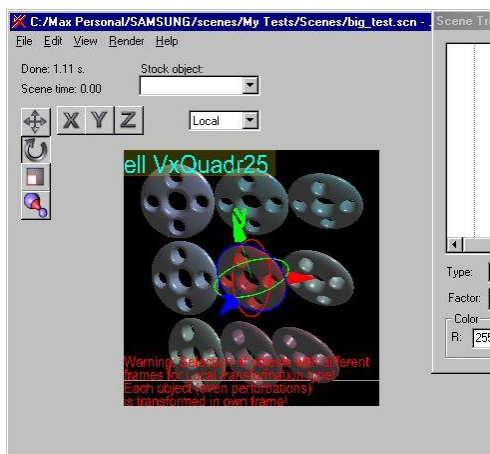 C:/Max Personal/SAMSUNG/scenes/My Tests/Scenes/big_test.scn - .
Scene Tre
File Edit View Render Help
Done: 1.11 s.
Stock object:
Scene time: 0.00
X Y Z
Local
ell VxQuadr25
Type:
Factor:
Color
R: 255
Warning: Selection of objects with different
frames for Local transformation type!
Each object (even perturbations)
is transformed in own frame!